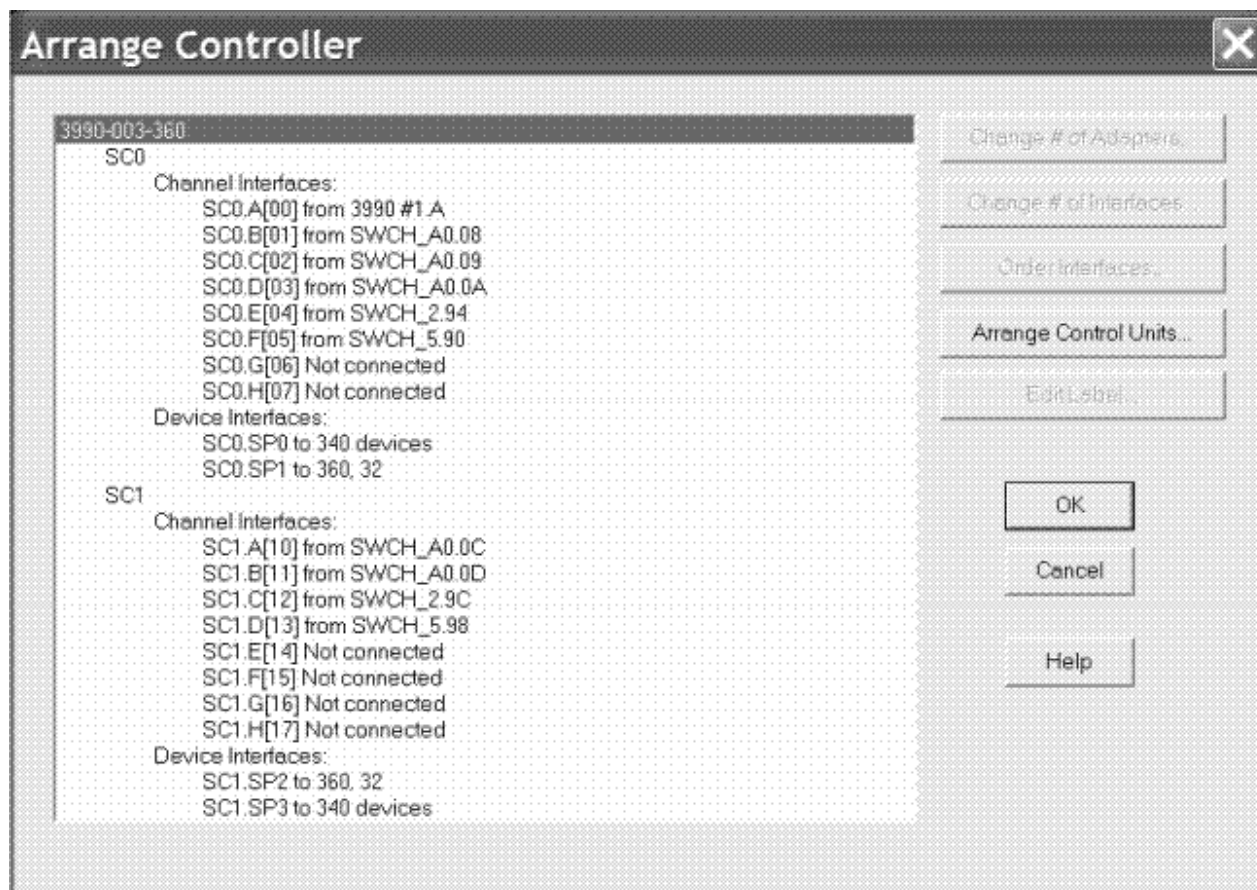 Arrange Controller
3990-003-360
SC0
Channel Interfaces:
SC0.A[00] from 3990 #1.A
SC0.B[01] from SWCH_A0.08
SC0.C[02] from SWCH_A0.09
SC0.D[03] from SWCH_A0.0A
SC0.E[04] from SWCH_2.94
SC0.F[05] from SWCH_5.90
SC0.G[06] Not connected
SC0.H[07] Not connected
Device Interfaces:
SC0.SP0 to 340 devices
SC0.SP1 to 360, 32
SC1
Channel Interfaces:
SC1.A[10] from SWCH_A0.0C
SC1.B[11] from SWCH_A0.0D
SC1.C[12] from SWCH_2.9C
SC1.D[13] from SWCH_5.98
SC1.E[14] Not connected
SC1.F[15] Not connected
SC1.G[16] Not connected
SC1.H[17] Not connected
Device Interfaces:
SC1.SP2 to 360, 32
SC1.SP3 to 340 devices
Change # of Adapters...
Change # of Interfaces...
Order Interfaces...
Arrange Control Units...
Edit Label...
OK
Cancel
Help